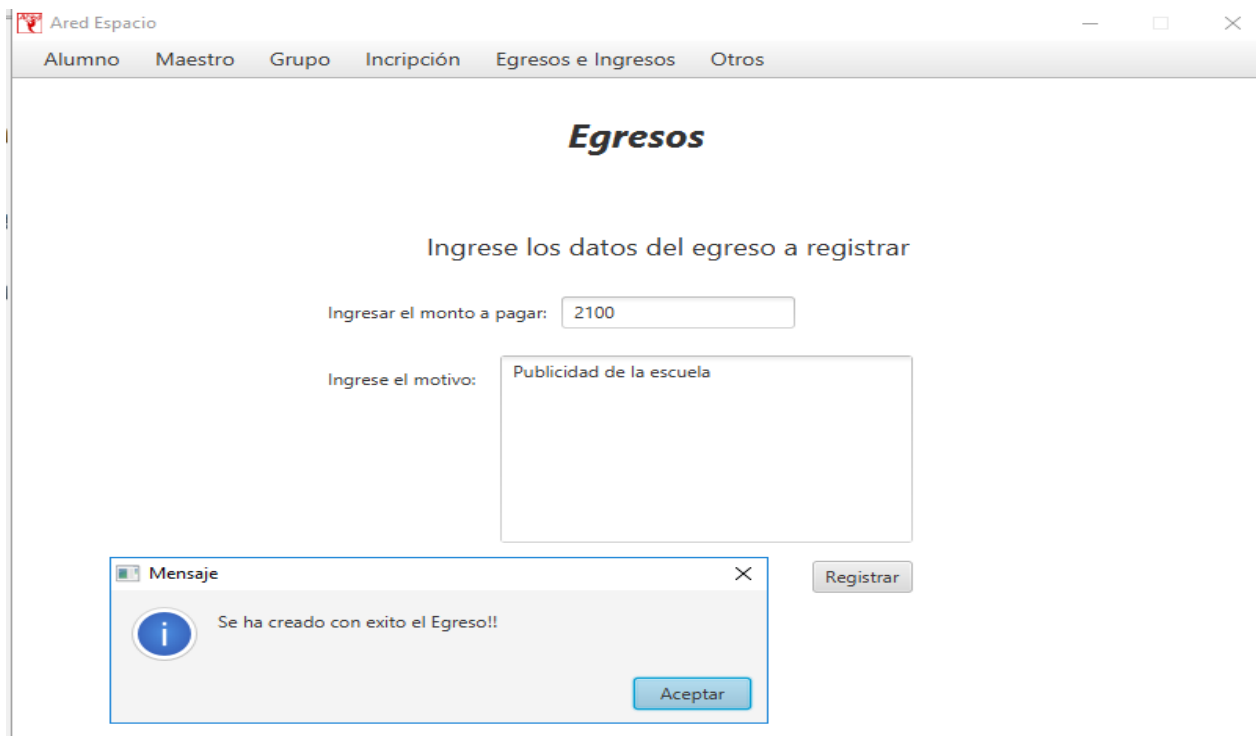 Ared Espacio
Alumno Maestro Grupo Incripción Egresos e Ingresos Otros
Egresos
Ingrese los datos del egreso a registrar
Ingresar el monto a pagar: 2100
Ingrese el motivo: Publicidad de la escuela
Registrar
Mensaje
Se ha creado con exito el Egreso!!
Aceptar